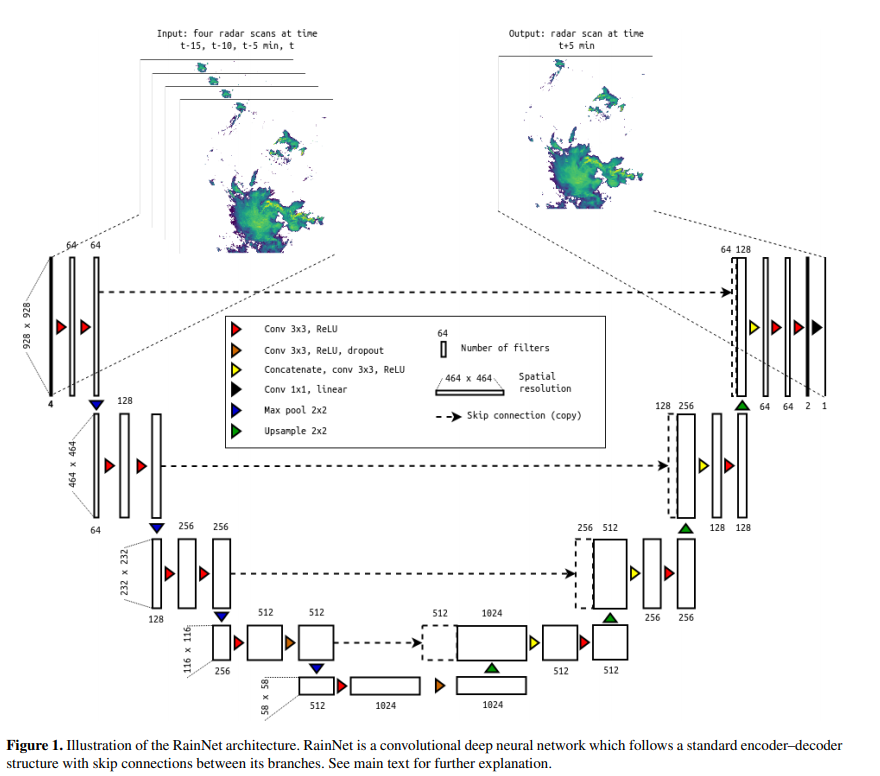 Input: four radar scans at time
t-15, t-10, t-5 min, t
Output: radar scan at time
t+5 min
64 64
928 x 928
4
64 128
64 64 2 1
Conv 3x3, ReLU
Conv 3x3, ReLU, dropout
Concatenate, conv 3x3, ReLU
Conv 1x1, linear
Max pool 2x2
Upsample 2x2
64
Number of filters
464 x 464
Spatial
resolution
Skip connection (copy)
128
464 x 464
64
128 256
128 128
256 256
232 x 232
128
256 512
256 256
512 512
116 x 116
256
512 1024
512 512
58 x 58
512 1024 1024
Figure 1. Illustration of the RainNet architecture. RainNet is a convolutional deep neural network which follows a standard encoder–decoder
structure with skip connections between its branches. See main text for further explanation.